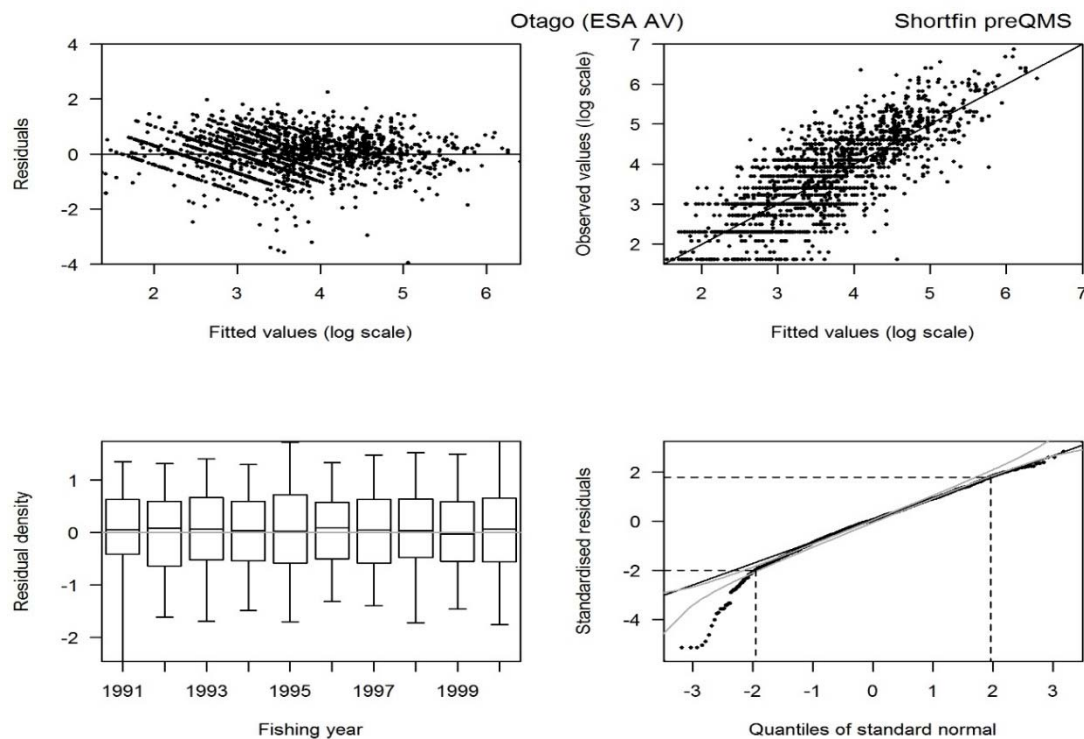 Otago (ESA AV) Shortfin preQMS
4
2
0
-2
-4
Residuals
2 3 4 5 6
Fitted values (log scale)
7
6
5
4
3
2
Observed values (log scale)
2 3 4 5 6 7
Fitted values (log scale)
1
0
-1
-2
Residual density
1991 1993 1995 1997 1999
Fishing year
2
0
-2
-4
Standardised residuals
-3 -2 -1 0 1 2 3
Quantiles of standard normal